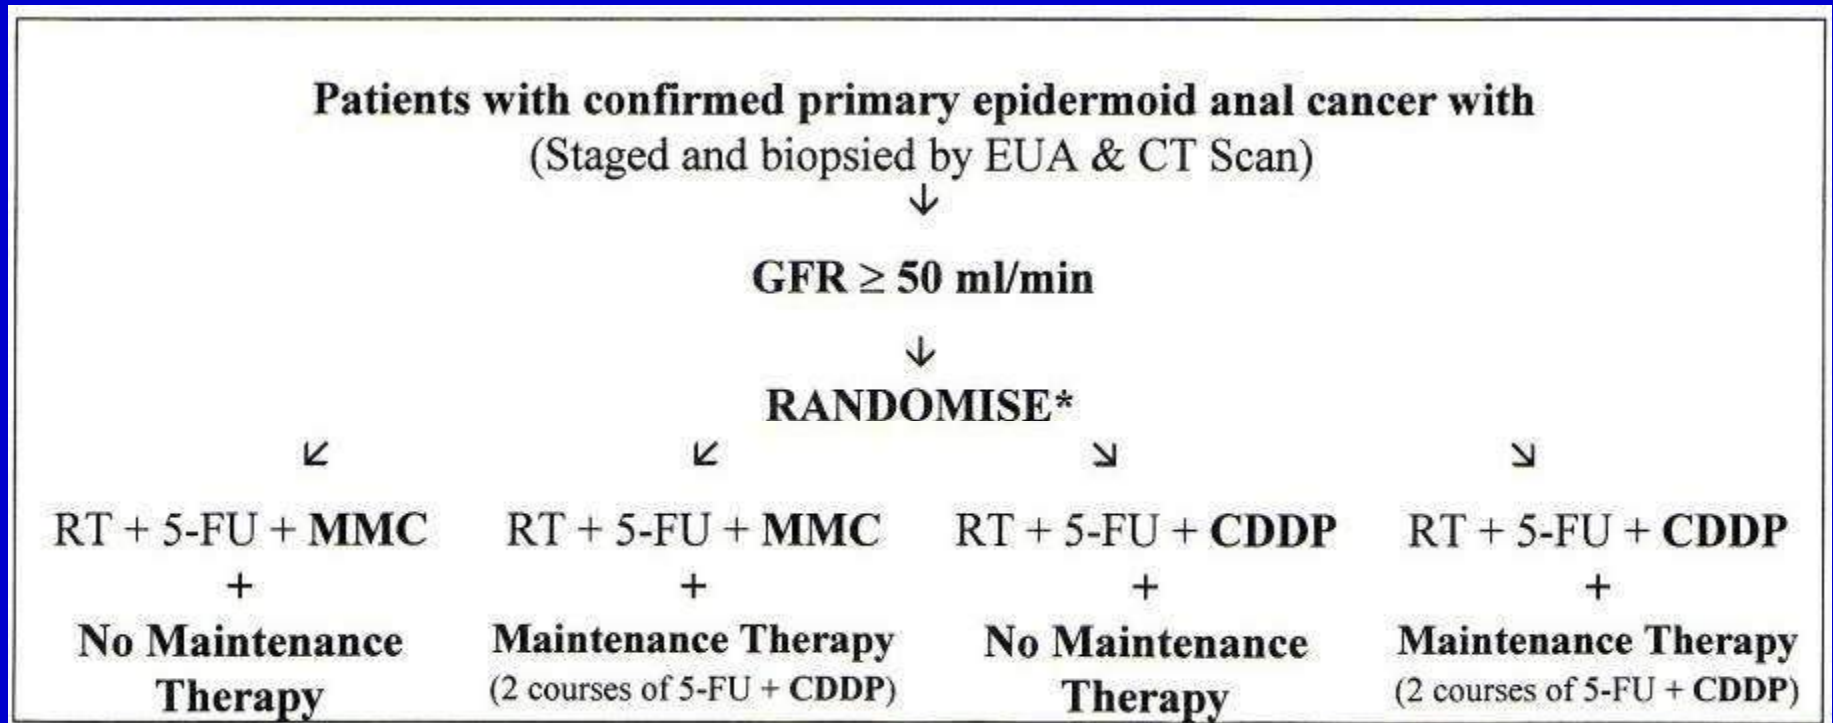 Patients with confirmed primary epidermoid anal cancer with
(Staged and biopsied by EUA & CT Scan)
↓
GFR ≥ 50 ml/min
↓
RANDOMISE*
↙ ↙ ↘ ↘
RT + 5-FU + MMC RT + 5-FU + MMC RT + 5-FU + CDDP RT + 5-FU + CDDP
+ + + +
No Maintenance Maintenance Therapy No Maintenance Maintenance Therapy
Therapy (2 courses of 5-FU + CDDP) Therapy (2 courses of 5-FU + CDDP)